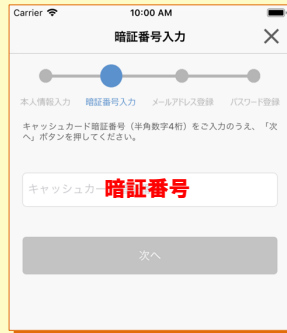 Carrier 10:00 AM
暗証番号入力
本人情報入力 暗証番号入力 メールアドレス登録 パスワード登録
キャッシュカード暗証番号（半角数字4桁）をご入力のうえ、「次
へ」ボタンを押してください。
キャッシュカー
暗証番号
次へ